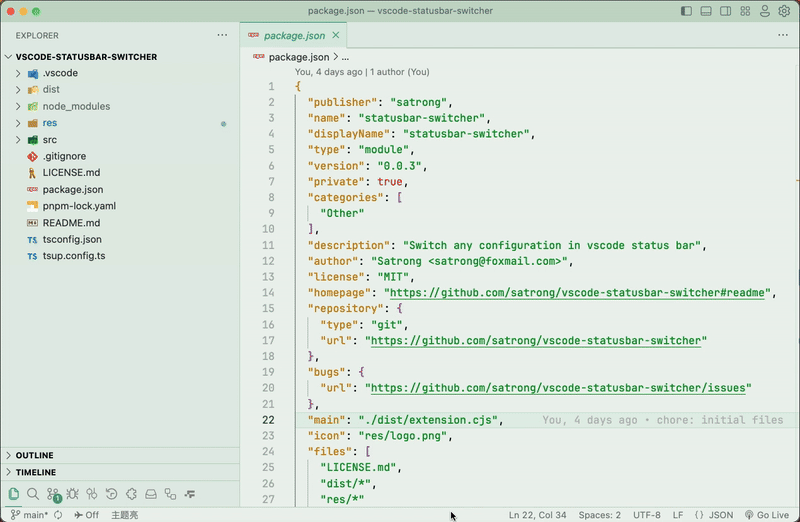 package.json — vscode-statusbar-switcher
EXPLORER
VSCODE-STATUSBAR-SWITCHER
.vscode
dist
node_modules
res
src
.gitignore
LICENSE.md
package.json
pnpm-lock.yaml
README.md
TS tsconfig.json
TS tsup.config.ts
OUTLINE
TIMELINE
1
package.json
package.json > ...
You, 4 days ago | 1 author (You)
1 {
2 "publisher": "satrong",
3 "name": "statusbar-switcher",
4 "displayName": "statusbar-switcher",
5 "type": "module",
6 "version": "0.0.3",
7 "private": true,
8 "categories": [
9 "Other"
10 ],
11 "description": "Switch any configuration in vscode status bar",
12 "author": "Satrong <satrong@foxmail.com>",
13 "license": "MIT",
14 "homepage": "https://github.com/satrong/vscode-statusbar-switcher#readme",
15 "repository": {
16 "type": "git",
17 "url": "https://github.com/satrong/vscode-statusbar-switcher"
18 },
19 "bugs": {
20 "url": "https://github.com/satrong/vscode-statusbar-switcher/issues"
21 },
22 "main": "./dist/extension.cjs", You, 4 days ago • chore: initial files
23 "icon": "res/logo.png",
24 "files": [
25 "LICENSE.md",
26 "dist/*",
27 "res/*"
main* Off 主题亮 Ln 22, Col 34 Spaces: 2 UTF-8 LF {} JSON Go Live